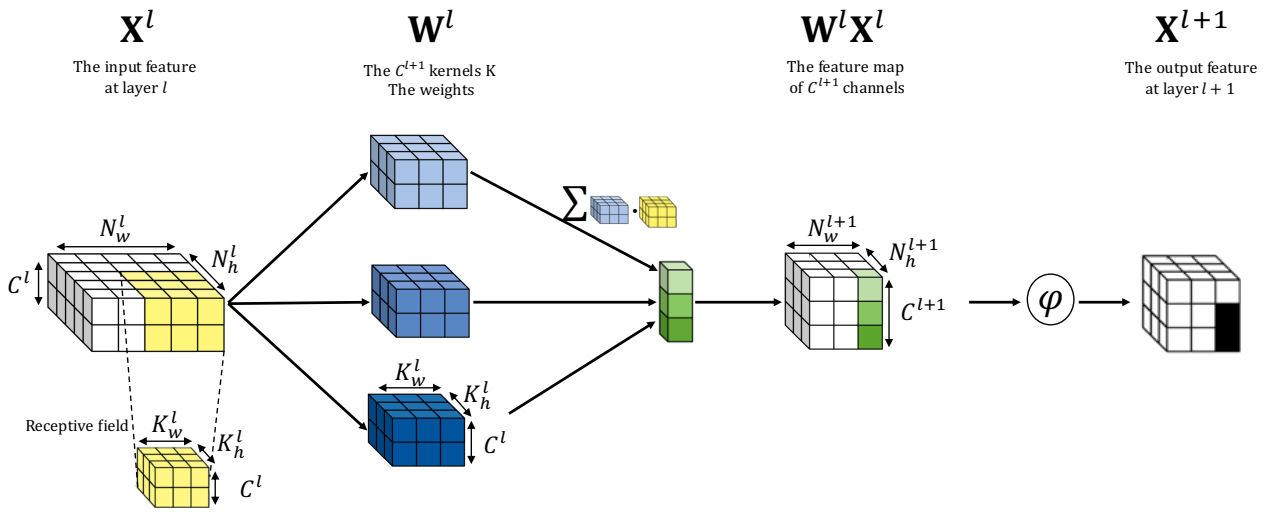 X^l
The input feature
at layer l
W^l
The C^{l+1} kernels K
The weights
W^l X^l
The feature map
of C^{l+1} channels
X^{l+1}
The output feature
at layer l + 1
∑ ·
N_w^l
N_h^l
C^l
N_w^{l+1}
N_h^{l+1}
C^{l+1}
φ
K_w^l
K_h^l
C^l
Receptive field
K_w^l
K_h^l
C^l